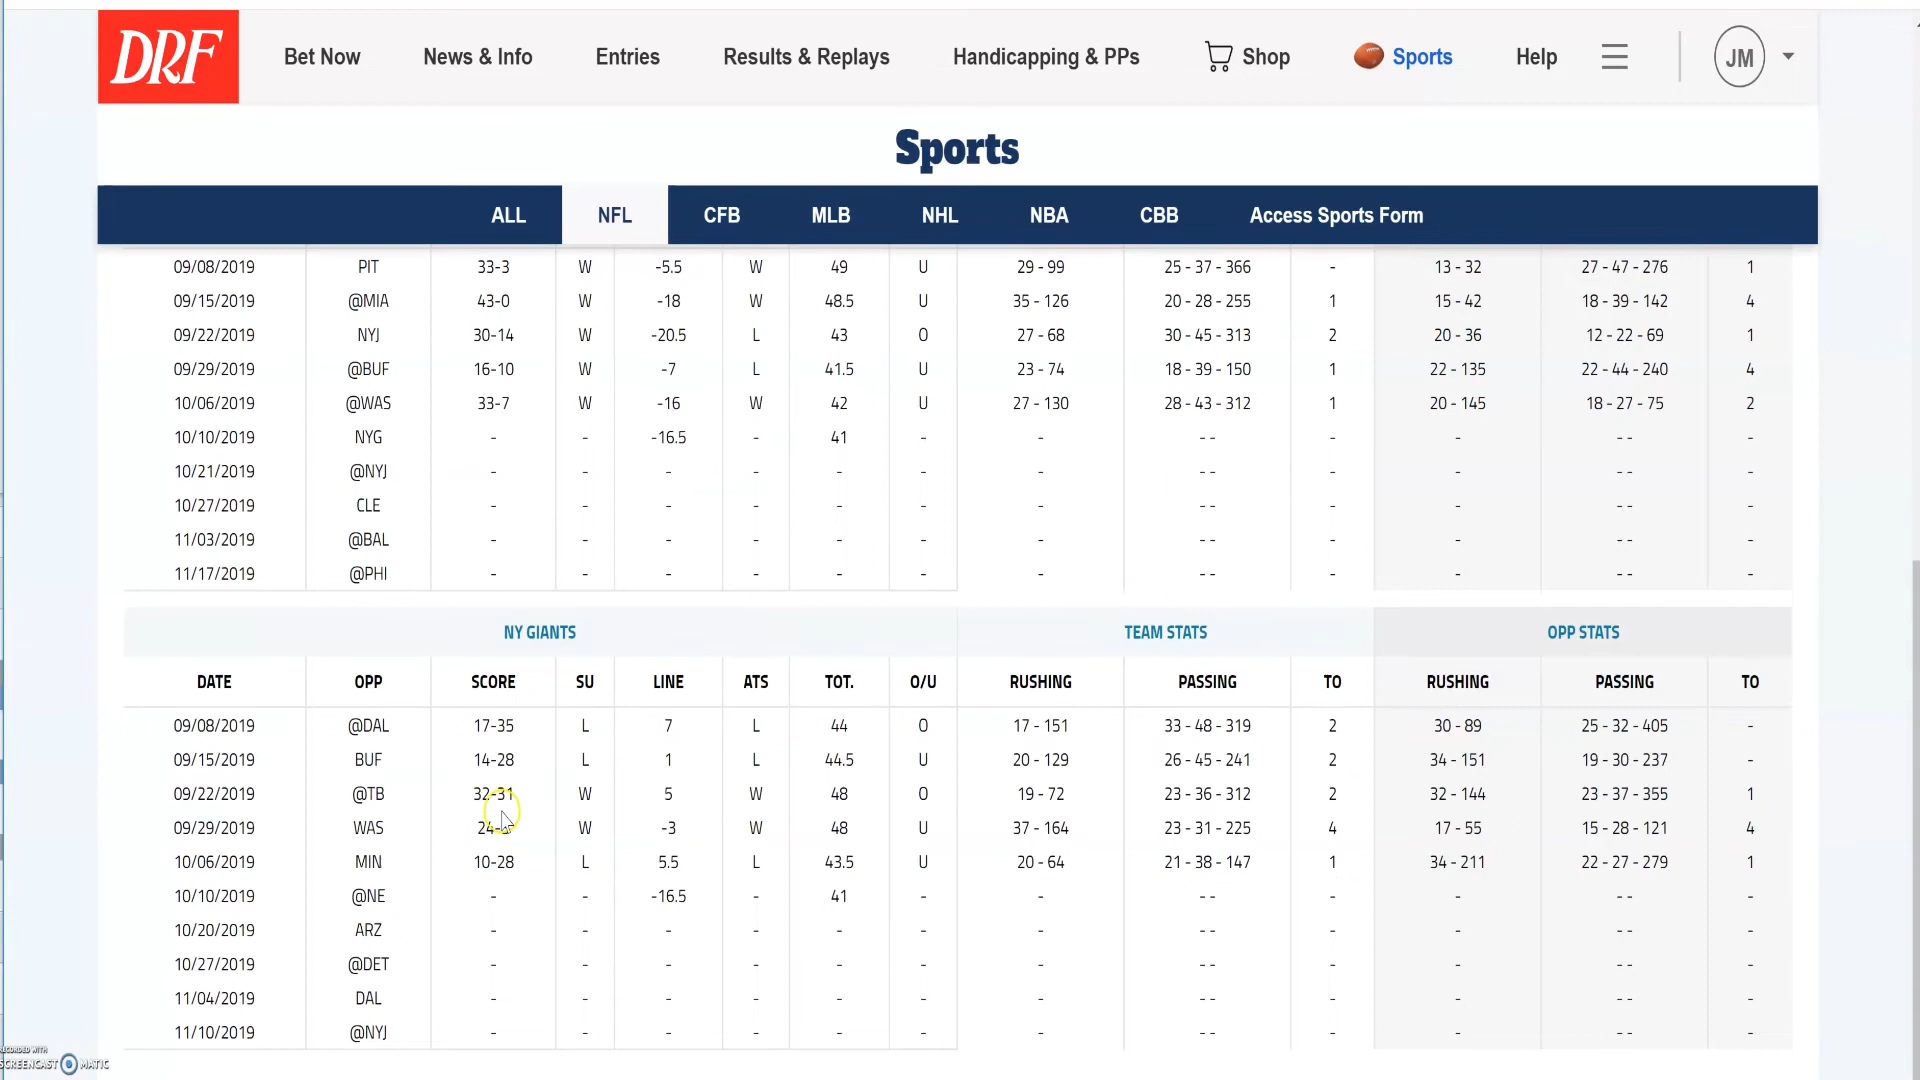 DRF Bet Now News & Info Entries Results & Replays Handicapping & PPs Shop Sports Help JM
Sports
ALL NFL CFB MLB NHL NBA CBB Access Sports Form
09/08/2019 PIT 33-3 W -5.5 W 49 U 29 - 99 25 - 37 - 366 - 13 - 32 27 - 47 - 276 1
09/15/2019 @MIA 43-0 W -18 W 48.5 U 35 - 126 20 - 28 - 255 1 15 - 42 18 - 39 - 142 4
09/22/2019 NYJ 30-14 W -20.5 L 43 O 27 - 68 30 - 45 - 313 2 20 - 36 12 - 22 - 69 1
09/29/2019 @BUF 16-10 W -7 L 41.5 U 23 - 74 18 - 39 - 150 1 22 - 135 22 - 44 - 240 4
10/06/2019 @WAS 33-7 W -16 W 42 U 27 - 130 28 - 43 - 312 1 20 - 145 18 - 27 - 75 2
10/10/2019 NYG - - -16.5 - 41 - - - - - - - - -
10/21/2019 @NYJ - - - - - - - - - - - - - -
10/27/2019 CLE - - - - - - - - - - - - - -
11/03/2019 @BAL - - - - - - - - - - - - - -
11/17/2019 @PHI - - - - - - - - - - - - - -
NY GIANTS TEAM STATS OPP STATS
DATE OPP SCORE SU LINE ATS TOT. O/U RUSHING PASSING TO RUSHING PASSING TO
09/08/2019 @DAL 17-35 L 7 L 44 O 17 - 151 33 - 48 - 319 2 30 - 89 25 - 32 - 405 -
09/15/2019 BUF 14-28 L 1 L 44.5 U 20 - 129 26 - 45 - 241 2 34 - 151 19 - 30 - 237 -
09/22/2019 @TB 32-31 W 5 W 48 O 19 - 72 23 - 36 - 312 2 32 - 144 23 - 37 - 355 1
09/29/2019 WAS W -3 W 48 U 37 - 164 23 - 31 - 225 4 17 - 55 15 - 28 - 121 4
10/06/2019 MIN 10-28 L 5.5 L 43.5 U 20 - 64 21 - 38 - 147 1 34 - 211 22 - 27 - 279 1
10/10/2019 @NE - - -16.5 - 41 - - - - - - - - -
10/20/2019 ARZ - - - - - - - - - - - - - -
10/27/2019 @DET - - - - - - - - - - - - - -
11/04/2019 DAL - - - - - - - - - - - - - -
11/10/2019 @NYJ - - - - - - - - - - - - - -
RECORDED WITH
SCREENCAST MATIC